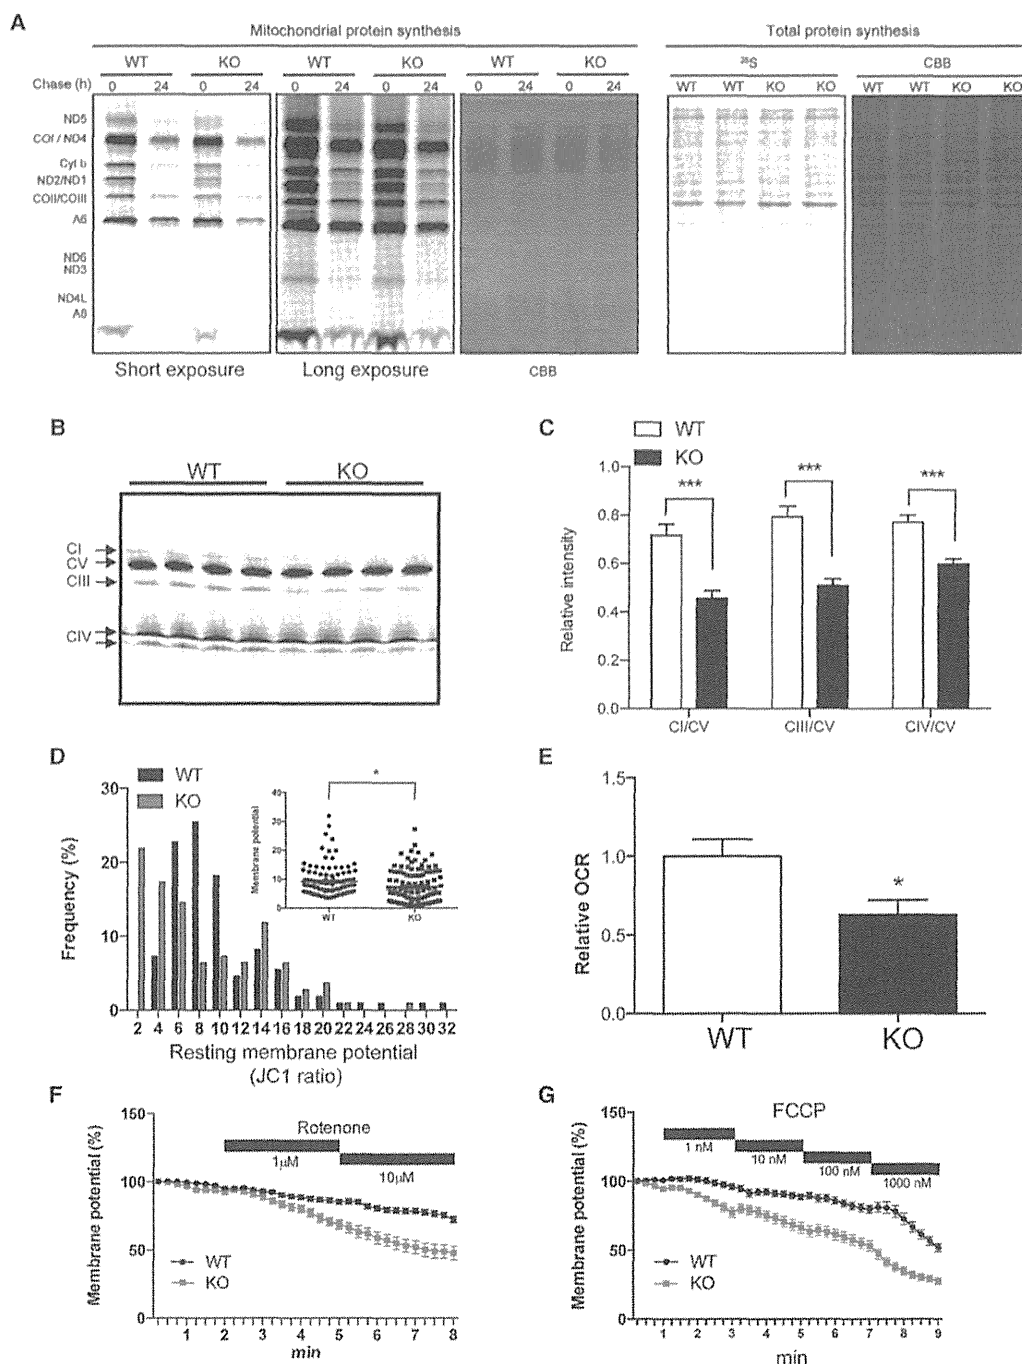 A
Mitochondrial protein synthesis
Total protein synthesis
WT KO WT KO WT KO
35S CBB
Chase (h) 0 24 0 24 0 24 0 24 0 24 0 24
WT WT KO KO WT WT KO KO
ND5
COI / ND4
Cyt b
ND2/ND1
COII/COIII
A6
ND6
ND3
ND4L
A8
Short exposure
Long exposure
CBB
B
WT KO
CI
CV
CIII
CIV
C
WT
KO
Relative intensity
1.0
0.8
0.6
0.4
0.2
0.0
*** *** ***
CI/CV CIII/CV CIV/CV
D
WT
KO
Frequency (%)
30
20
10
0
2 4 6 8 10 12 14 16 18 20 22 24 26 28 30 32
Resting membrane potential
(JC1 ratio)
Membrane potential
40
30
20
10
0
*
WT KO
E
Relative OCR
1.5
1.0
0.5
0.0
*
WT KO
F
Membrane potential (%)
150
100
50
0
Rotenone
1µM
10µM
WT
KO
1 2 3 4 5 6 7 8
min
G
Membrane potential (%)
150
100
50
0
FCCP
1 nM
10 nM
100 nM
1000 nM
WT
KO
1 2 3 4 5 6 7 8 9
min